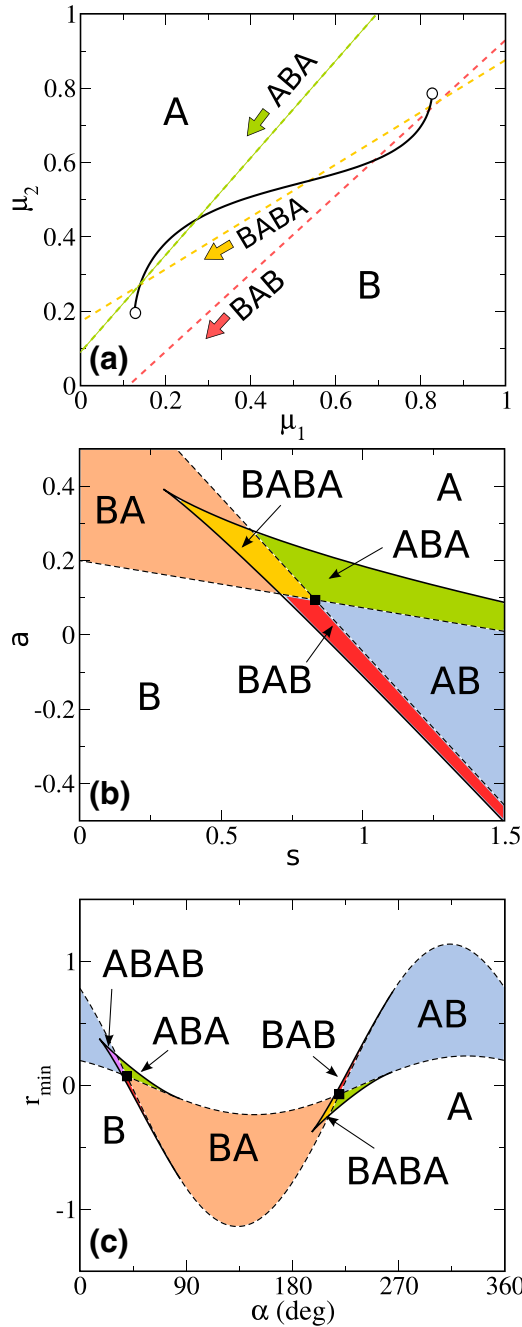 1
0.8
0.6
0.4
0.2
0
μ2
A
ABA
BABA
BAB
B
(a)
0 0.2 0.4 0.6 0.8 1
μ1
0.4
0.2
0
-0.2
-0.4
a
BA
BABA
A
ABA
BAB
AB
B
(b)
0 0.5 1 1.5
s
1
0
-1
rmin
ABAB
ABA
BAB
AB
B
BA
A
BABA
(c)
0 90 180 270 360
α (deg)